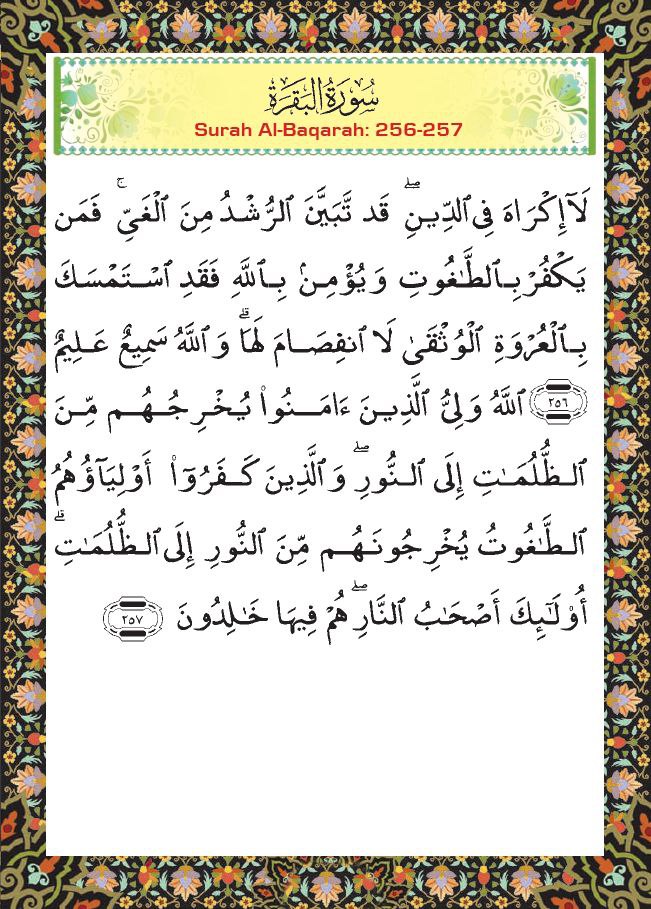 سُورَةُ الْبَقَرَة
Surah Al-Baqarah: 256-257
لَآ إِكْرَاهَ فِى ٱلدِّينِ ۖ قَد تَّبَيَّنَ ٱلرُّشْدُ مِنَ ٱلْغَىِّ ۚ فَمَن
يَكْفُرْ بِٱلطَّٰغُوتِ وَيُؤْمِنۢ بِٱللَّهِ فَقَدِ ٱسْتَمْسَكَ
بِٱلْعُرْوَةِ ٱلْوُثْقَىٰ لَا ٱنفِصَامَ لَهَا ۗ وَٱللَّهُ سَمِيعٌ عَلِيمٌ
٢٥٦ ٱللَّهُ وَلِىُّ ٱلَّذِينَ ءَامَنُوا۟ يُخْرِجُهُم مِّنَ
ٱلظُّلُمَٰتِ إِلَى ٱلنُّورِ ۖ وَٱلَّذِينَ كَفَرُوٓا۟ أَوْلِيَآؤُهُمُ
ٱلطَّٰغُوتُ يُخْرِجُونَهُم مِّنَ ٱلنُّورِ إِلَى ٱلظُّلُمَٰتِ ۗ
أُو۟لَٰٓئِكَ أَصْحَٰبُ ٱلنَّارِ ۖ هُمْ فِيهَا خَٰلِدُونَ ٢٥٧